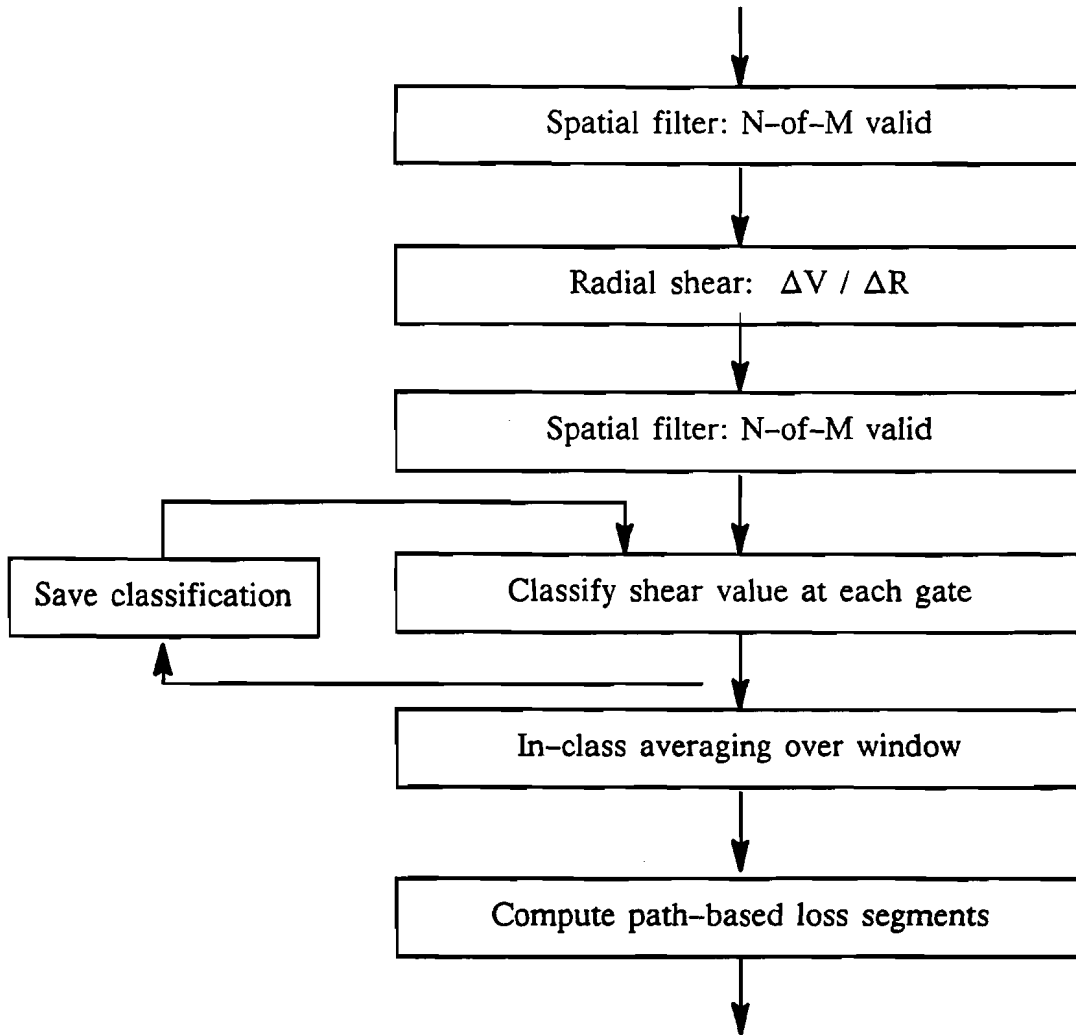 Spatial filter: N-of-M valid
Radial shear: ΔV / ΔR
Spatial filter: N-of-M valid
Save classification
Classify shear value at each gate
In-class averaging over window
Compute path-based loss segments